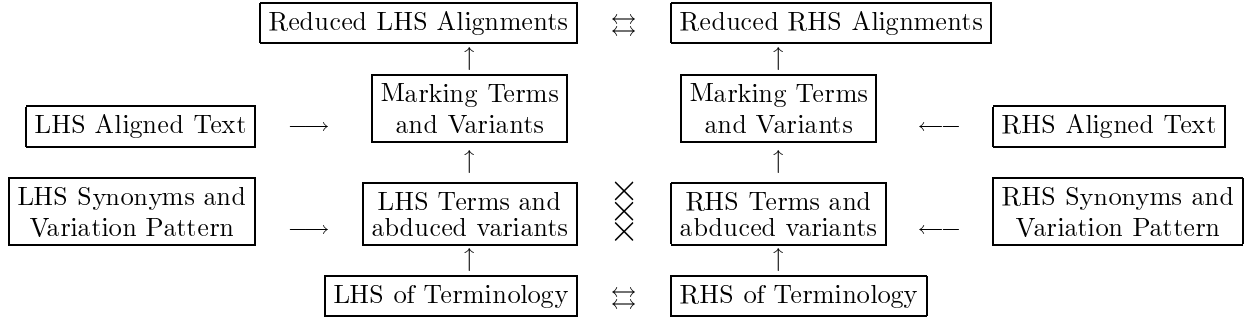 Reduced LHS Alignments
Reduced RHS Alignments
Marking Terms
and Variants
Marking Terms
and Variants
LHS Aligned Text
RHS Aligned Text
LHS Synonyms and
Variation Pattern
LHS Terms and
abduced variants
RHS Terms and
abduced variants
RHS Synonyms and
Variation Pattern
LHS of Terminology
RHS of Terminology